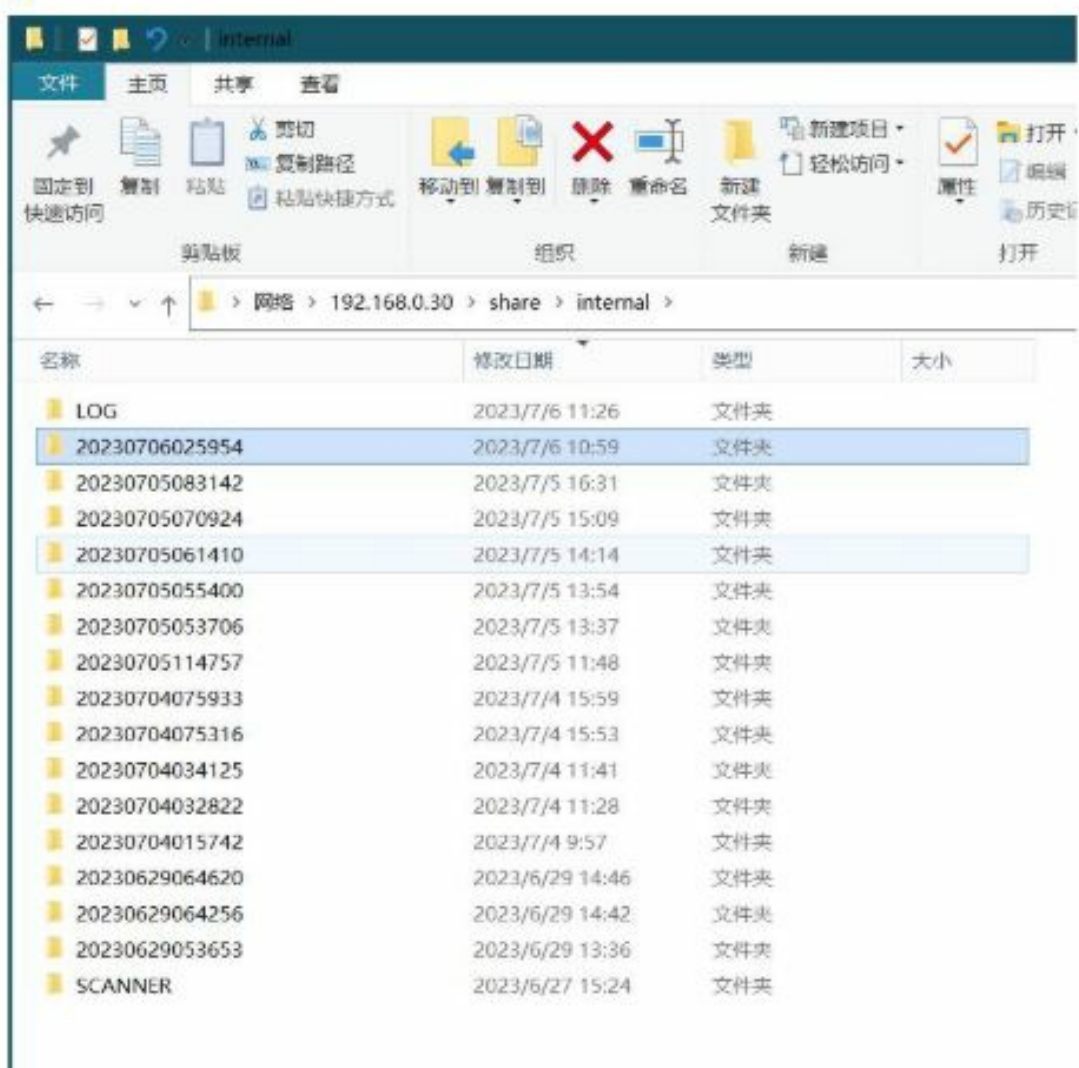 internal
文件 主页 共享 查看
固定到快速访问 复制 粘贴 剪切 复制路径 粘贴快捷方式 移动到 复制到 删除 重命名 新建文件夹 新建项目 轻松访问 属性 打开 编辑 历史记
剪贴板 组织 新建 打开
网络 > 192.168.0.30 > share > internal >
名称 修改日期 类型 大小
LOG 2023/7/6 11:26 文件夹
20230706025954 2023/7/6 10:59 文件夹
20230705083142 2023/7/5 16:31 文件夹
20230705070924 2023/7/5 15:09 文件夹
20230705061410 2023/7/5 14:14 文件夹
20230705055400 2023/7/5 13:54 文件夹
20230705053706 2023/7/5 13:37 文件夹
20230705114757 2023/7/5 11:48 文件夹
20230704075933 2023/7/4 15:59 文件夹
20230704075316 2023/7/4 15:53 文件夹
20230704034125 2023/7/4 11:41 文件夹
20230704032822 2023/7/4 11:28 文件夹
20230704015742 2023/7/4 9:57 文件夹
20230629064620 2023/6/29 14:46 文件夹
20230629064256 2023/6/29 14:42 文件夹
20230629053653 2023/6/29 13:36 文件夹
SCANNER 2023/6/27 15:24 文件夹